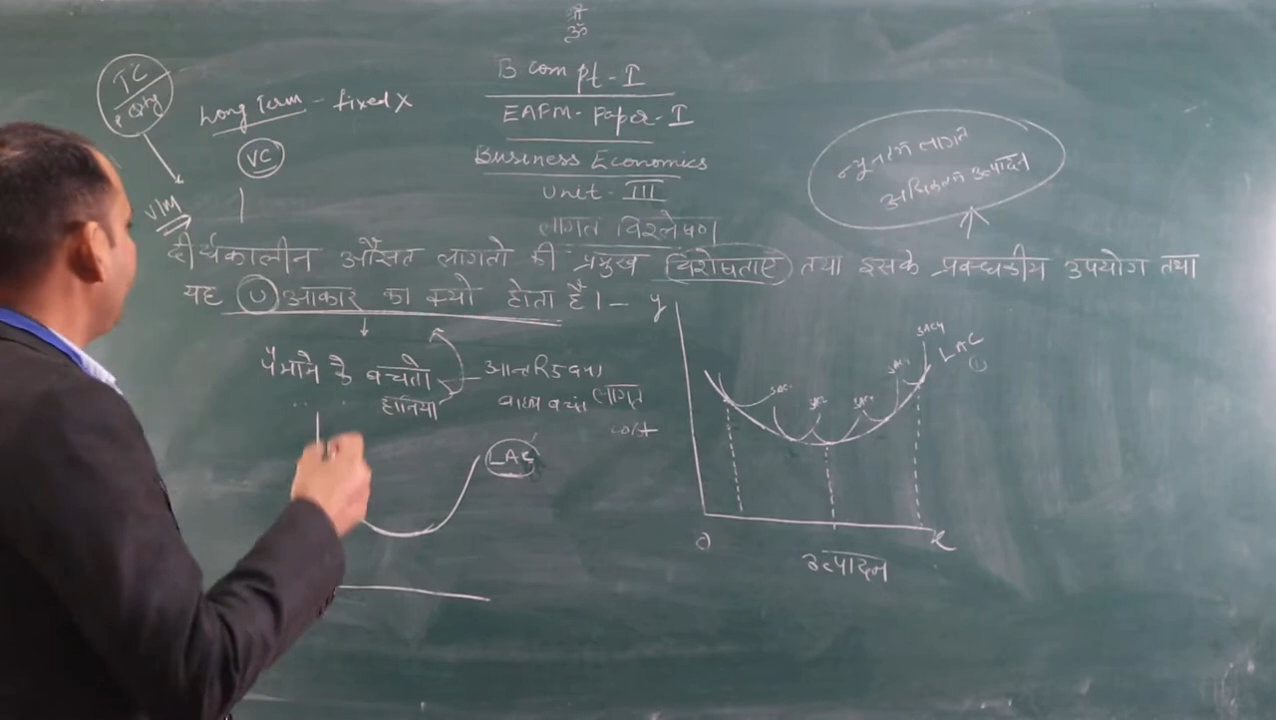 श्री
ॐ
B com pt - I
EAFM - Paper - I
Business Economics
Unit - III
लागत विश्लेषण
TC
Qty
Long Term - fixed X
VC
न्यूनतम लागत
अधिकतम उत्पादन
दीर्घकालीन औसत लागतो की प्रमुख विशेषताए तथा इसके प्रबन्धकीय उपयोग तथा
यह U आकार का क्यो होता है। -
पैमाने के बचतो
हानिया
आन्तरिक बचत
लागत
cost
LAC
y
SAC4
LAC
O
x
उत्पादन